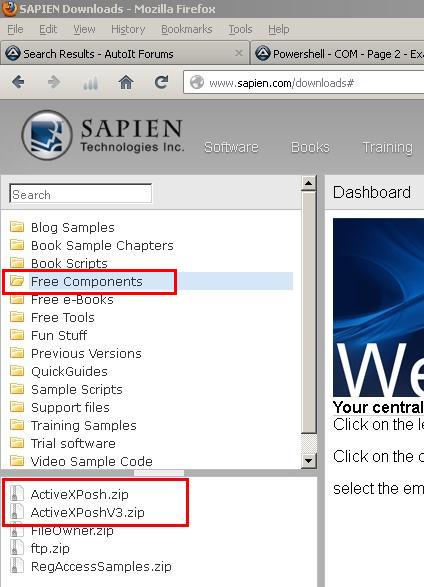 SAPIEN Downloads - Mozilla Firefox
File Edit View History Bookmarks Tools Help
Search Results - AutoIt Forums × Powershell - COM - Page 2 - Exa
www.sapien.com/downloads#
SAPIEN
Technologies Inc.
Software Books Training
Search
Dashboard
Blog Samples
Book Sample Chapters
Book Scripts
Free Components
Free e-Books
Free Tools
Fun Stuff
Previous Versions
QuickGuides
Sample Scripts
Support files
Training Samples
Trial software
Video Sample Code
We
Your central
Click on the le
Click on the c
select the em
ActiveXPosh.zip
ActiveXPoshV3.zip
FileOwner.zip
ftp.zip
RegAccessSamples.zip